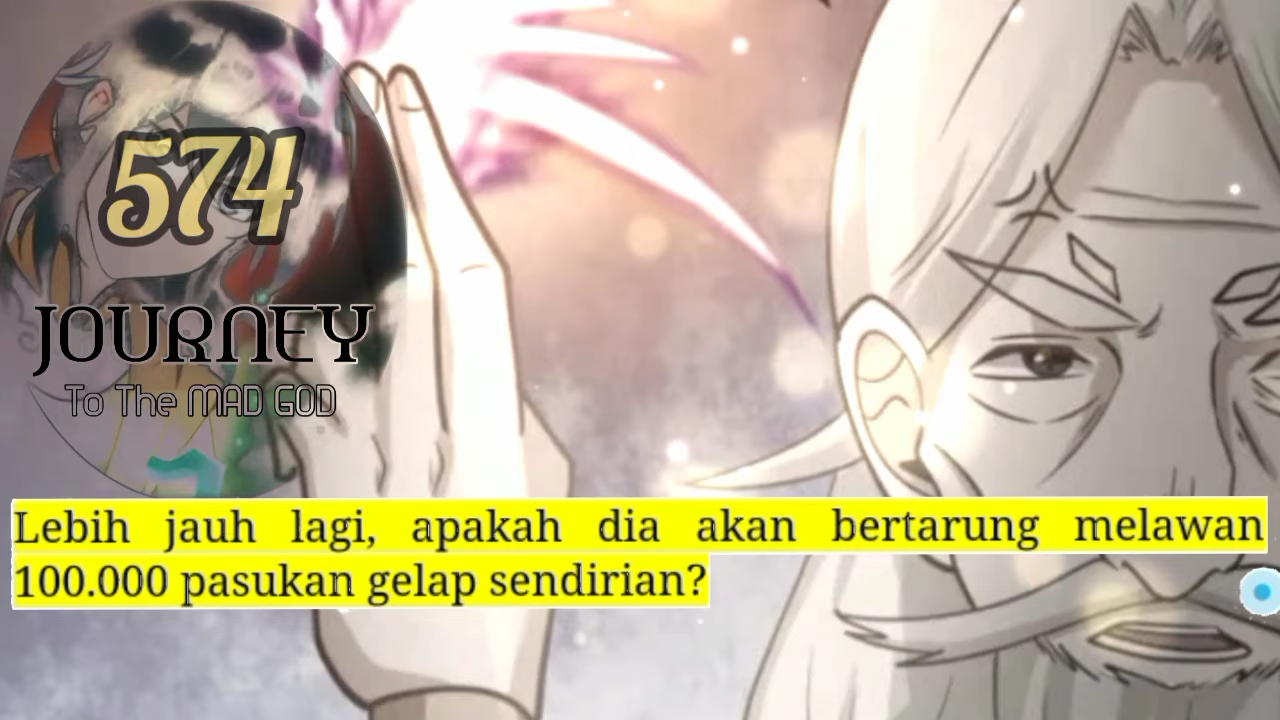 574
JOURNEY
To The MAD GOD
Lebih jauh lagi, apakah dia akan bertarung melawan
100.000 pasukan gelap sendirian?